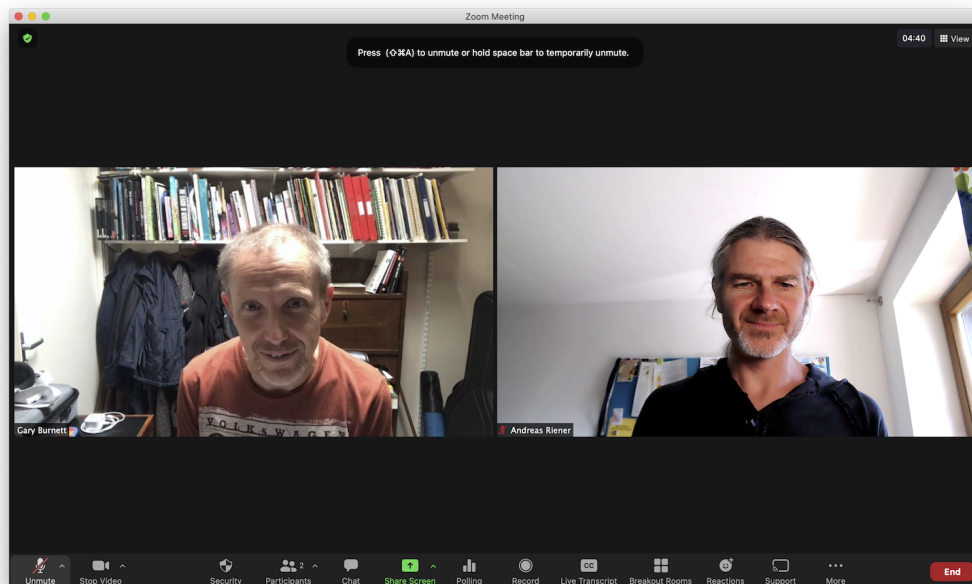 Zoom Meeting
Press (⇧⌘A) to unmute or hold space bar to temporarily unmute.
04:40
View
VOLKSWAGEN
Gary Burnett
Andreas Riener
Unmute
Stop Video
Security
Participants
2
Chat
Share Screen
Polling
Record
CC
Live Transcript
Breakout Rooms
Reactions
Support
More
End